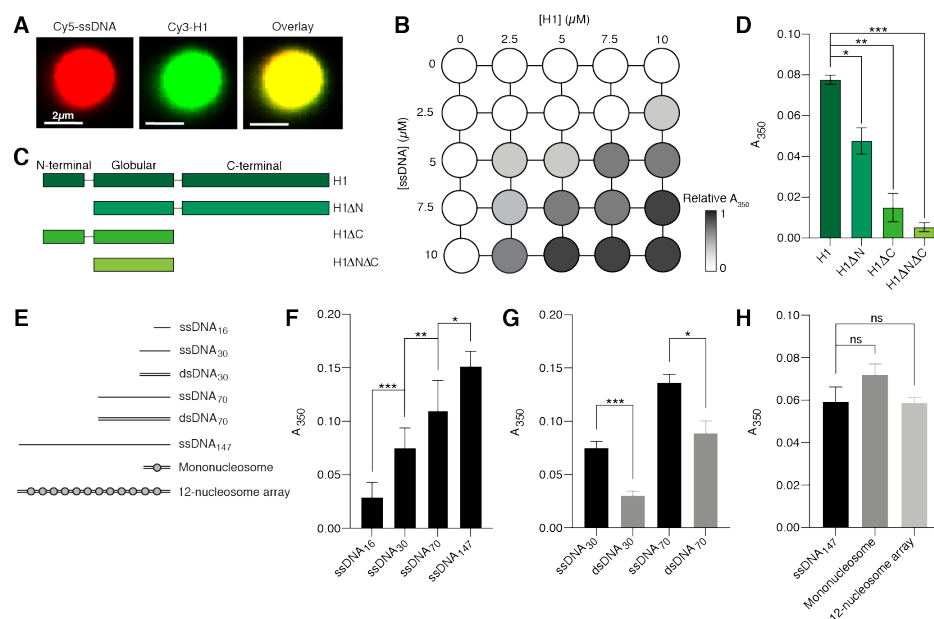 A
Cy5-ssDNA
Cy3-H1
Overlay
2µm
B
[H1] (µM)
0 2.5 5 7.5 10
[ssDNA] (µM)
0
2.5
5
7.5
10
Relative A350
1
0
C
N-terminal Globular C-terminal
H1
H1ΔN
H1ΔC
H1ΔNΔC
D
A350
0.10
0.08
0.06
0.04
0.02
0.00
***
**
*
H1 H1ΔN H1ΔC H1ΔNΔC
E
ssDNA16
ssDNA30
dsDNA30
ssDNA70
dsDNA70
ssDNA147
Mononucleosome
12-nucleosome array
F
A350
0.20
0.15
0.10
0.05
0.00
*** ** *
ssDNA16 ssDNA30 ssDNA70 ssDNA147
G
A350
0.20
0.15
0.10
0.05
0.00
*** *
ssDNA30 dsDNA30 ssDNA70 dsDNA70
H
A350
0.10
0.08
0.06
0.04
0.02
0.00
ns
ns
ssDNA147 Mononucleosome 12-nucleosome array